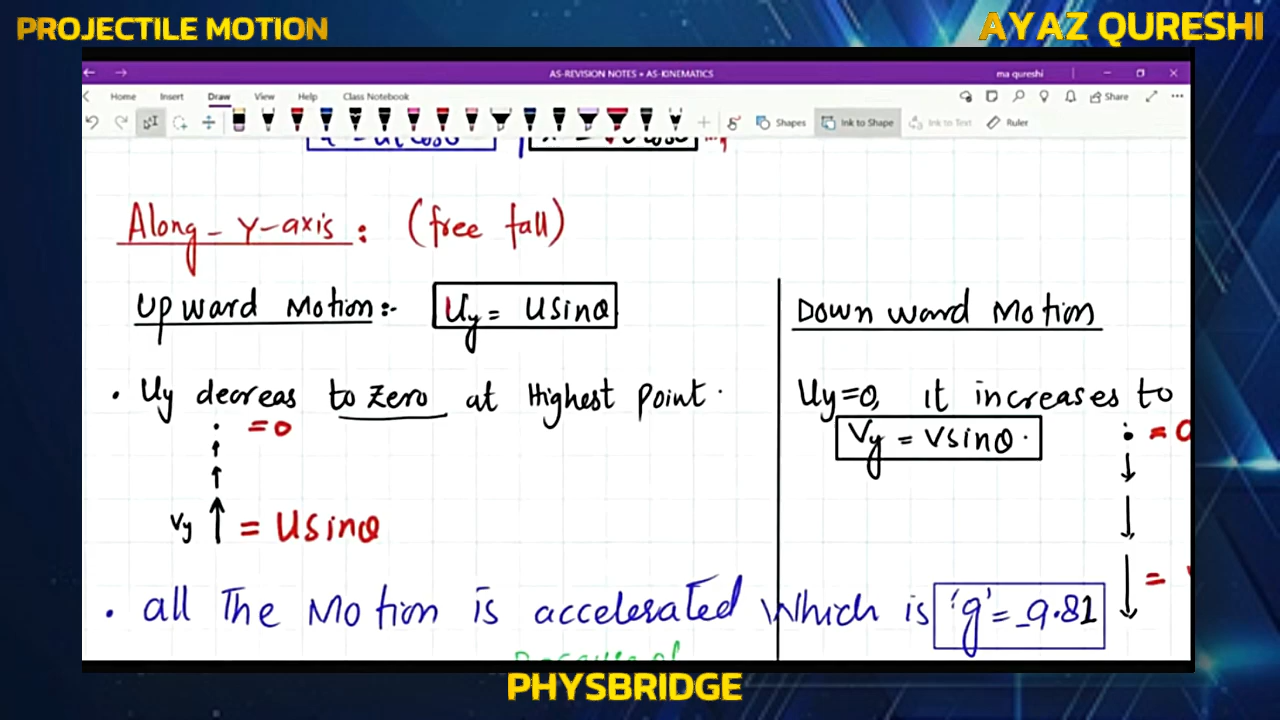 PROJECTILE MOTION
AYAZ QURESHI
AS-REVISION NOTES • AS-KINEMATICS
ma qureshi
Home Insert Draw View Help Class Notebook
Share
Shapes Ink to Shape Ink to Text Ruler
Along - Y-axis : (free fall)
Upward Motion:- Uy = Usinθ
• Uy decreas to zero at Highest point.
= 0
Vy = Usinθ
Down ward Motion
Uy=0, it increases to
Vy = Vsinθ.
= 0
=
• all The Motion is accelerated which is 'g' = -9.81
PHYSBRIDGE